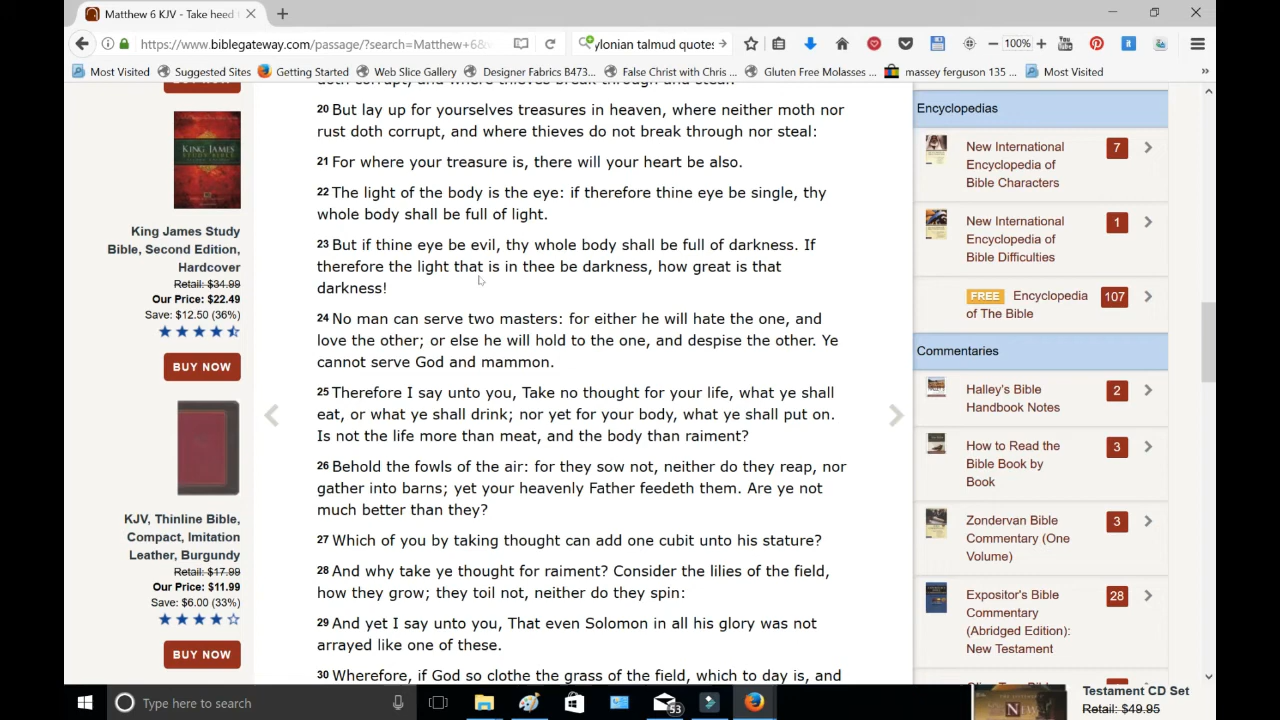 Matthew 6 KJV - Take heed t
https://www.biblegateway.com/passage/?search=Matthew+6&
ylonian talmud quotes
100%
Most Visited
Suggested Sites
Getting Started
Web Slice Gallery
Designer Fabrics B473...
False Christ with Chris ...
Gluten Free Molasses ...
massey ferguson 135 ...
Most Visited
doth corrupt, and where thieves break through and steal:
20 But lay up for yourselves treasures in heaven, where neither moth nor
rust doth corrupt, and where thieves do not break through nor steal:
21 For where your treasure is, there will your heart be also.
22 The light of the body is the eye: if therefore thine eye be single, thy
whole body shall be full of light.
23 But if thine eye be evil, thy whole body shall be full of darkness. If
therefore the light that is in thee be darkness, how great is that
darkness!
24 No man can serve two masters: for either he will hate the one, and
love the other; or else he will hold to the one, and despise the other. Ye
cannot serve God and mammon.
25 Therefore I say unto you, Take no thought for your life, what ye shall
eat, or what ye shall drink; nor yet for your body, what ye shall put on.
Is not the life more than meat, and the body than raiment?
26 Behold the fowls of the air: for they sow not, neither do they reap, nor
gather into barns; yet your heavenly Father feedeth them. Are ye not
much better than they?
27 Which of you by taking thought can add one cubit unto his stature?
28 And why take ye thought for raiment? Consider the lilies of the field,
how they grow; they toil not, neither do they spin:
29 And yet I say unto you, That even Solomon in all his glory was not
arrayed like one of these.
30 Wherefore, if God so clothe the grass of the field, which to day is, and
KING JAMES
STUDY BIBLE
King James Study
Bible, Second Edition,
Hardcover
Retail: $34.99
Our Price: $22.49
Save: $12.50 (36%)
BUY NOW
KJV, Thinline Bible,
Compact, Imitation
Leather, Burgundy
Retail: $17.99
Our Price: $11.99
Save: $6.00 (33%)
BUY NOW
Encyclopedias
New International
Encyclopedia of
Bible Characters
7
New International
Encyclopedia of
Bible Difficulties
1
FREE Encyclopedia
of The Bible
107
Commentaries
Halley's Bible
Handbook Notes
2
How to Read the
Bible Book by
Book
3
Zondervan Bible
Commentary (One
Volume)
3
Expositor's Bible
Commentary
(Abridged Edition):
New Testament
28
Type here to search
53
Testament CD Set
Retail: $49.95